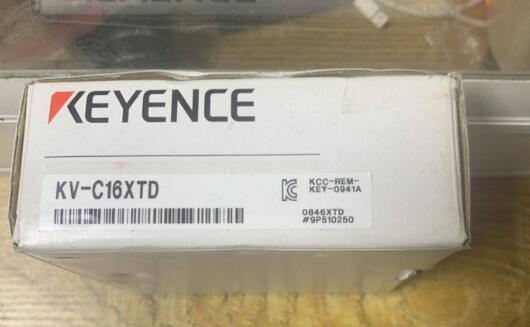 KEYENCE
KV-C16XTD
KCC-REM-
KEY-0941A
0846XTD
#9P510250